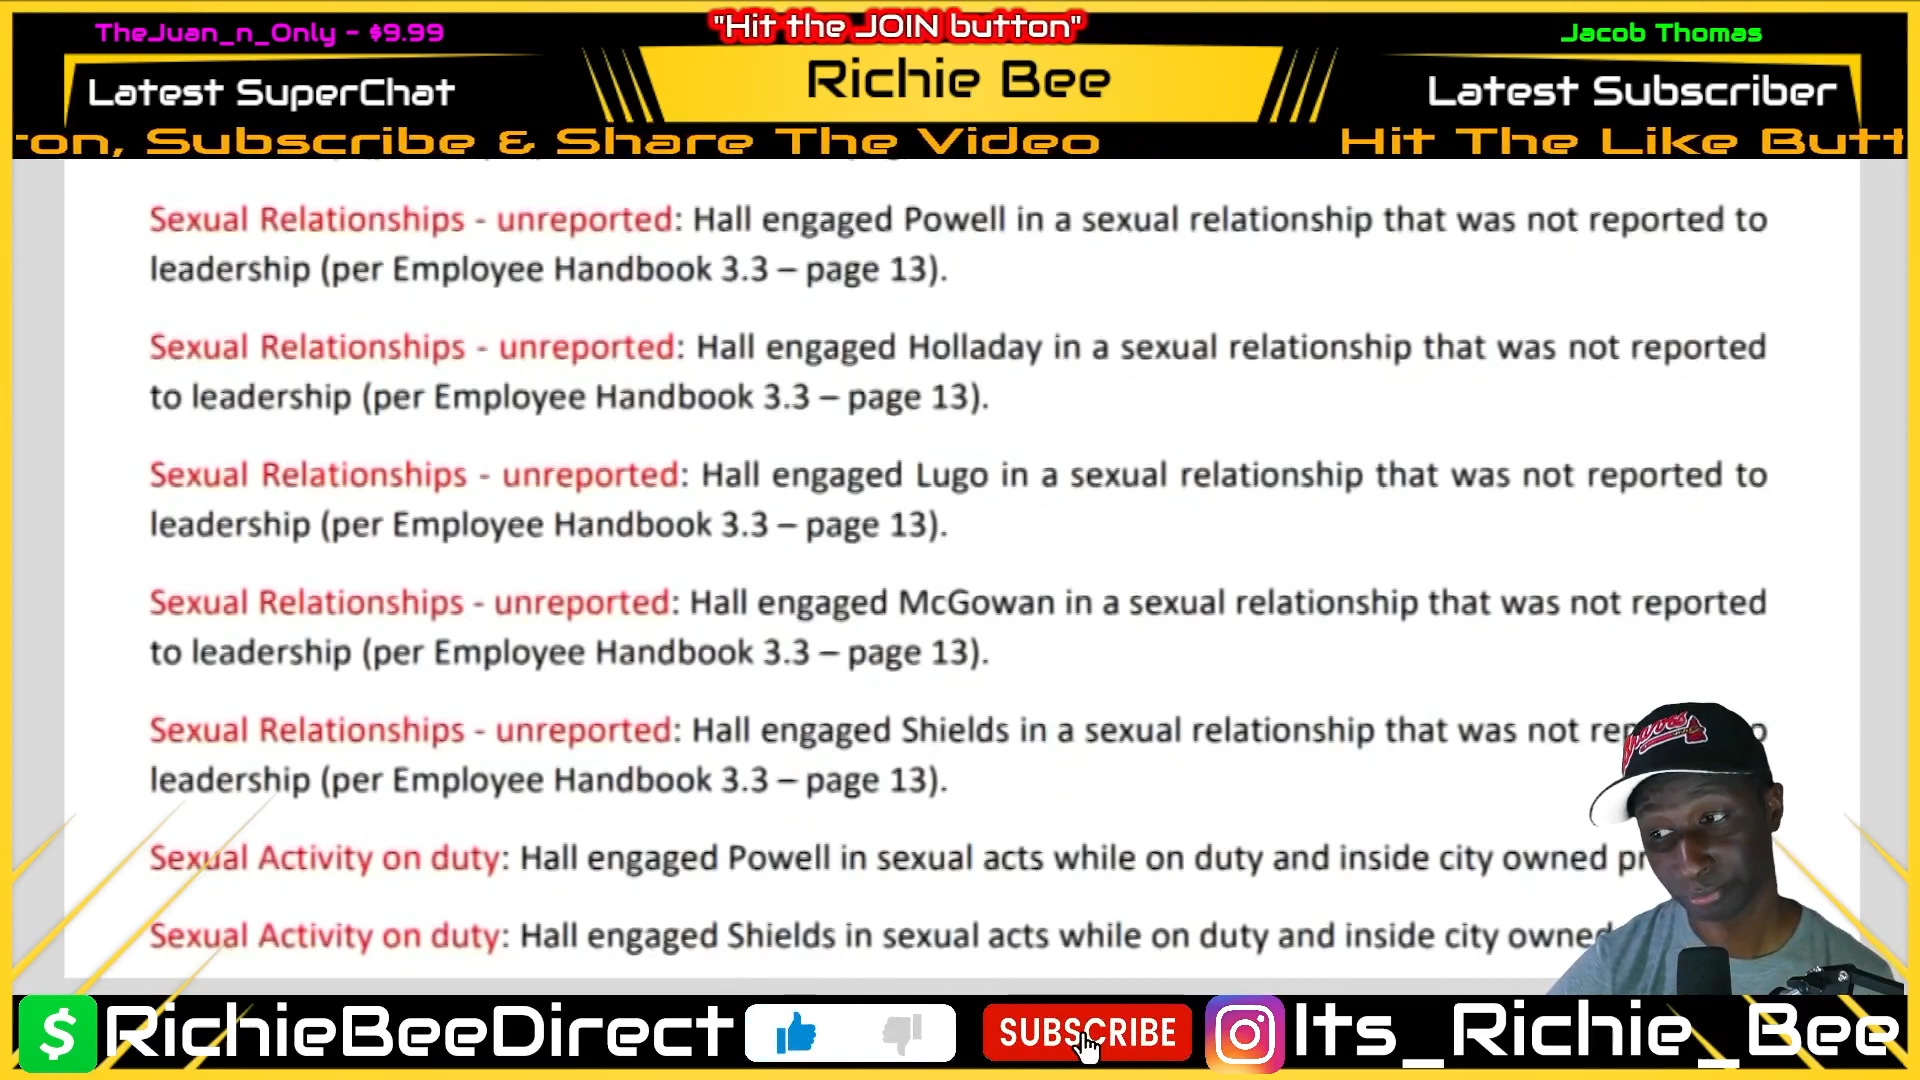 TheJuan_n_Only - $9.99
"Hit the JOIN button"
Jacob Thomas
Latest SuperChat
Richie Bee
Latest Subscriber
on, Subscribe & Share The Video
Hit The Like Butt
Sexual Relationships - unreported: Hall engaged Powell in a sexual relationship that was not reported to
leadership (per Employee Handbook 3.3 – page 13).
Sexual Relationships - unreported: Hall engaged Holladay in a sexual relationship that was not reported
to leadership (per Employee Handbook 3.3 – page 13).
Sexual Relationships - unreported: Hall engaged Lugo in a sexual relationship that was not reported to
leadership (per Employee Handbook 3.3 – page 13).
Sexual Relationships - unreported: Hall engaged McGowan in a sexual relationship that was not reported
to leadership (per Employee Handbook 3.3 – page 13).
Sexual Relationships - unreported: Hall engaged Shields in a sexual relationship that was not
leadership (per Employee Handbook 3.3 – page 13).
Braves
Sexual Activity on duty: Hall engaged Powell in sexual acts while on duty and inside city owned
Sexual Activity on duty: Hall engaged Shields in sexual acts while on duty and inside city owned
$ RichieBeeDirect
SUBSCRIBE
Its_Richie_Bee